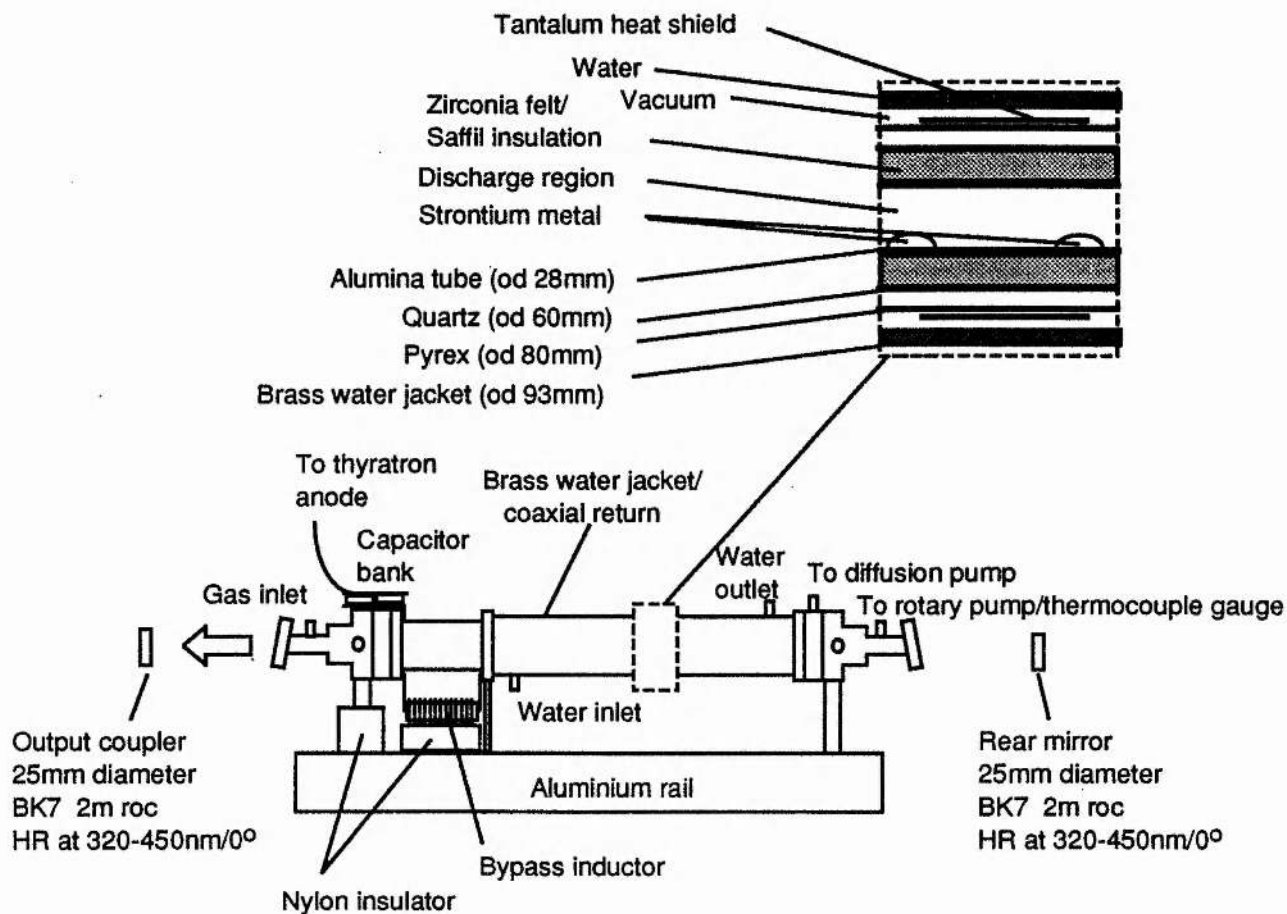 Tantalum heat shield
Water
Zirconia felt/
Vacuum
Saffil insulation
Discharge region
Strontium metal
Alumina tube (od 28mm)
Quartz (od 60mm)
Pyrex (od 80mm)
Brass water jacket (od 93mm)
To thyratron
anode
Brass water jacket/
coaxial return
Capacitor
bank
Water
outlet
To diffusion pump
Gas inlet
To rotary pump/thermocouple gauge
Water inlet
Output coupler
25mm diameter
BK7 2m roc
HR at 320-450nm/0º
Aluminium rail
Rear mirror
25mm diameter
BK7 2m roc
HR at 320-450nm/0º
Bypass inductor
Nylon insulator